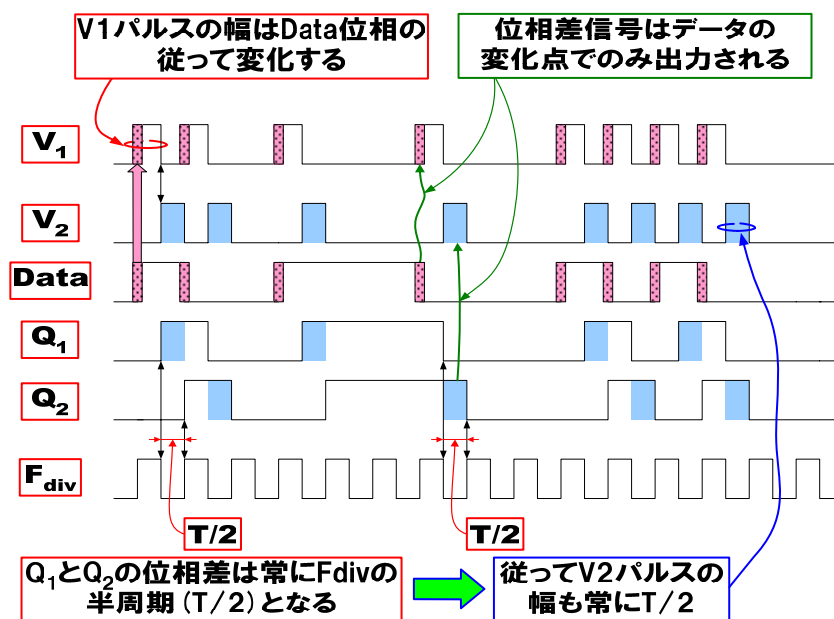 V1パルスの幅はData位相の
従って変化する
位相差信号はデータの
変化点でのみ出力される
V1
V2
Data
Q1
Q2
Fdiv
T/2
T/2
Q1とQ2の位相差は常にFdivの
半周期(T/2)となる
従ってV2パルスの
幅も常にT/2